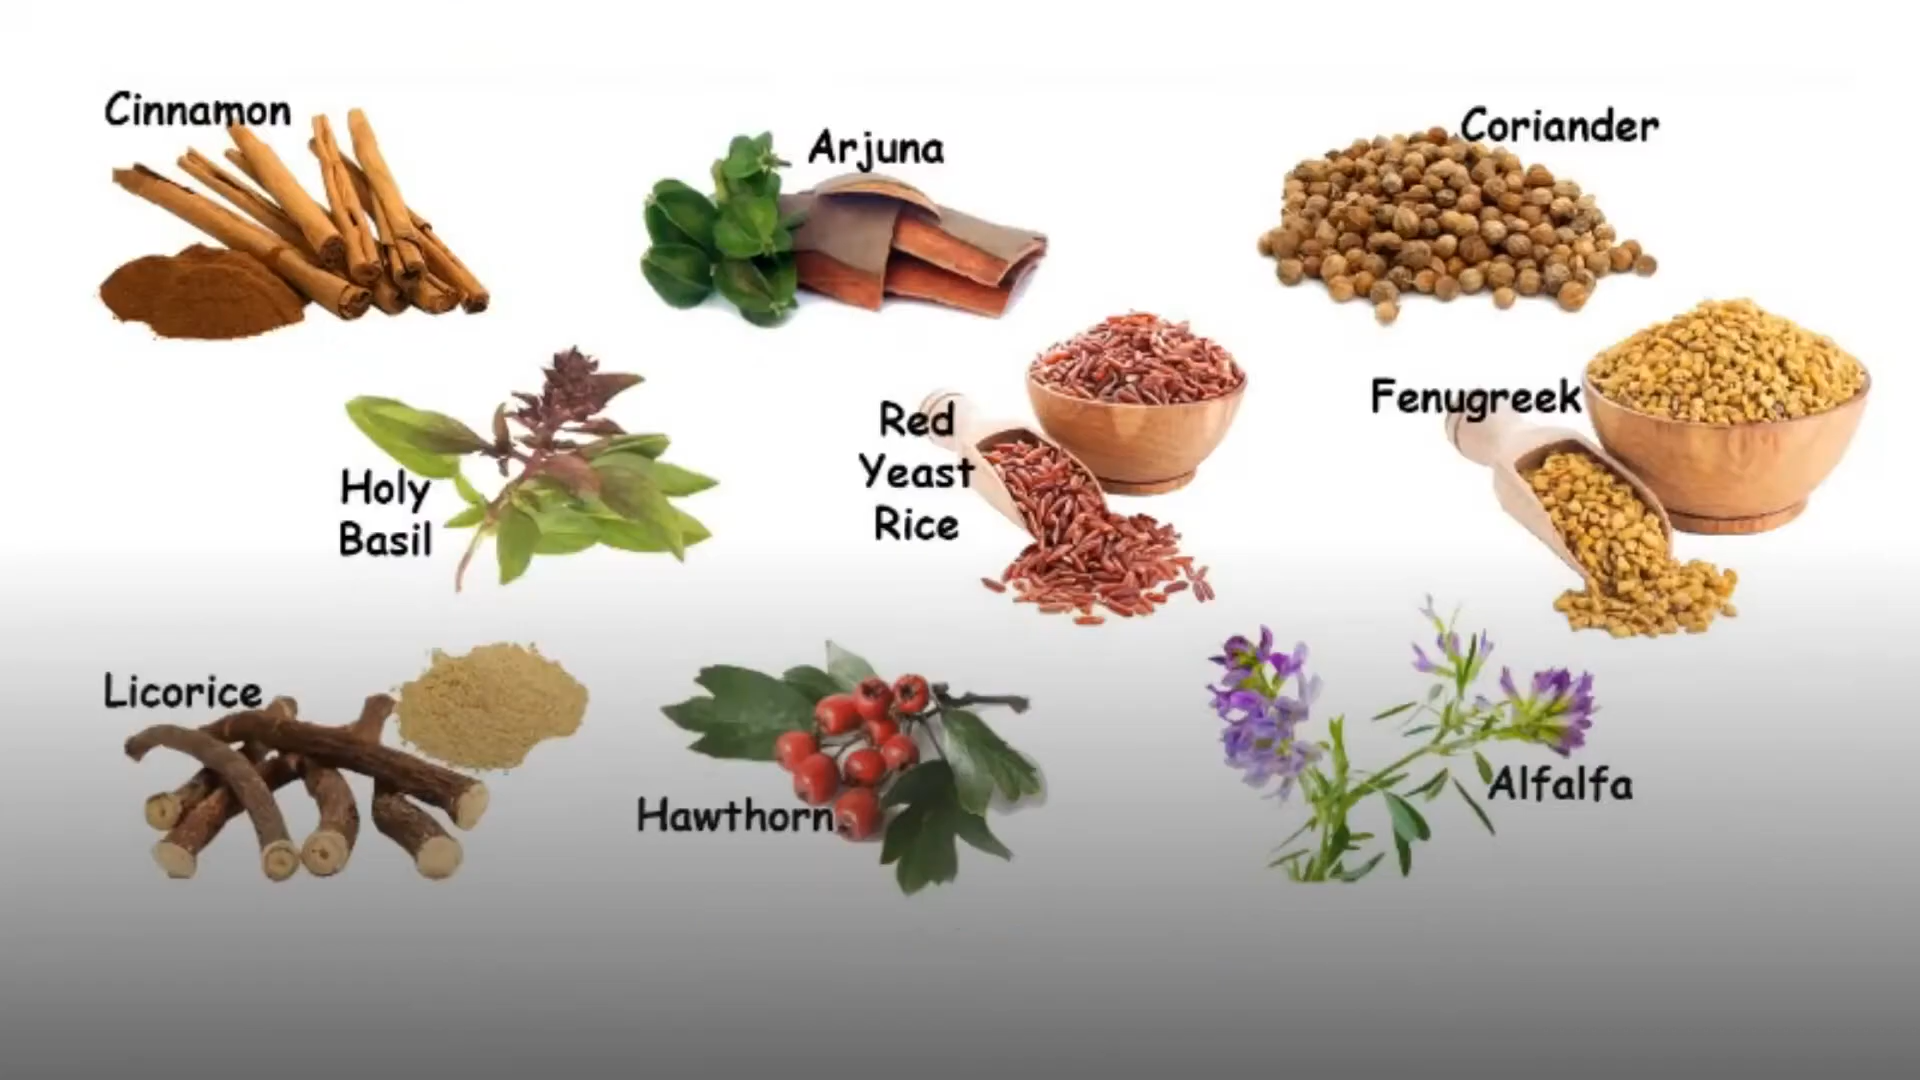 Cinnamon
Arjuna
Coriander
Holy
Basil
Red
Yeast
Rice
Fenugreek
Licorice
Hawthorn
Alfalfa